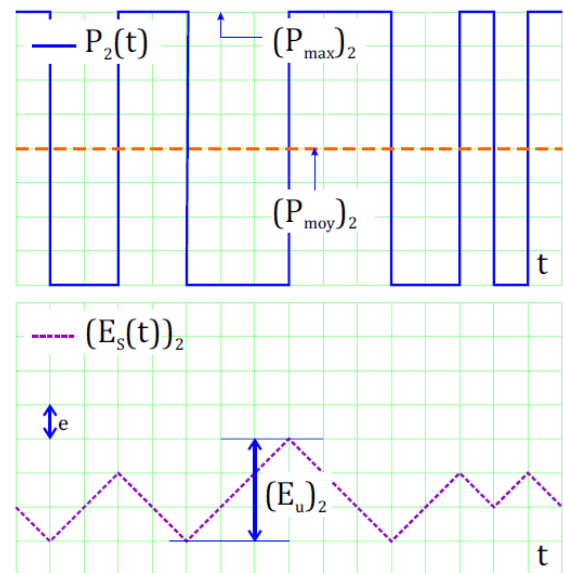 P₂(t)
(Pmax)₂
(Pmoy)₂
t
(Es(t))₂
e
(Eu)₂
t